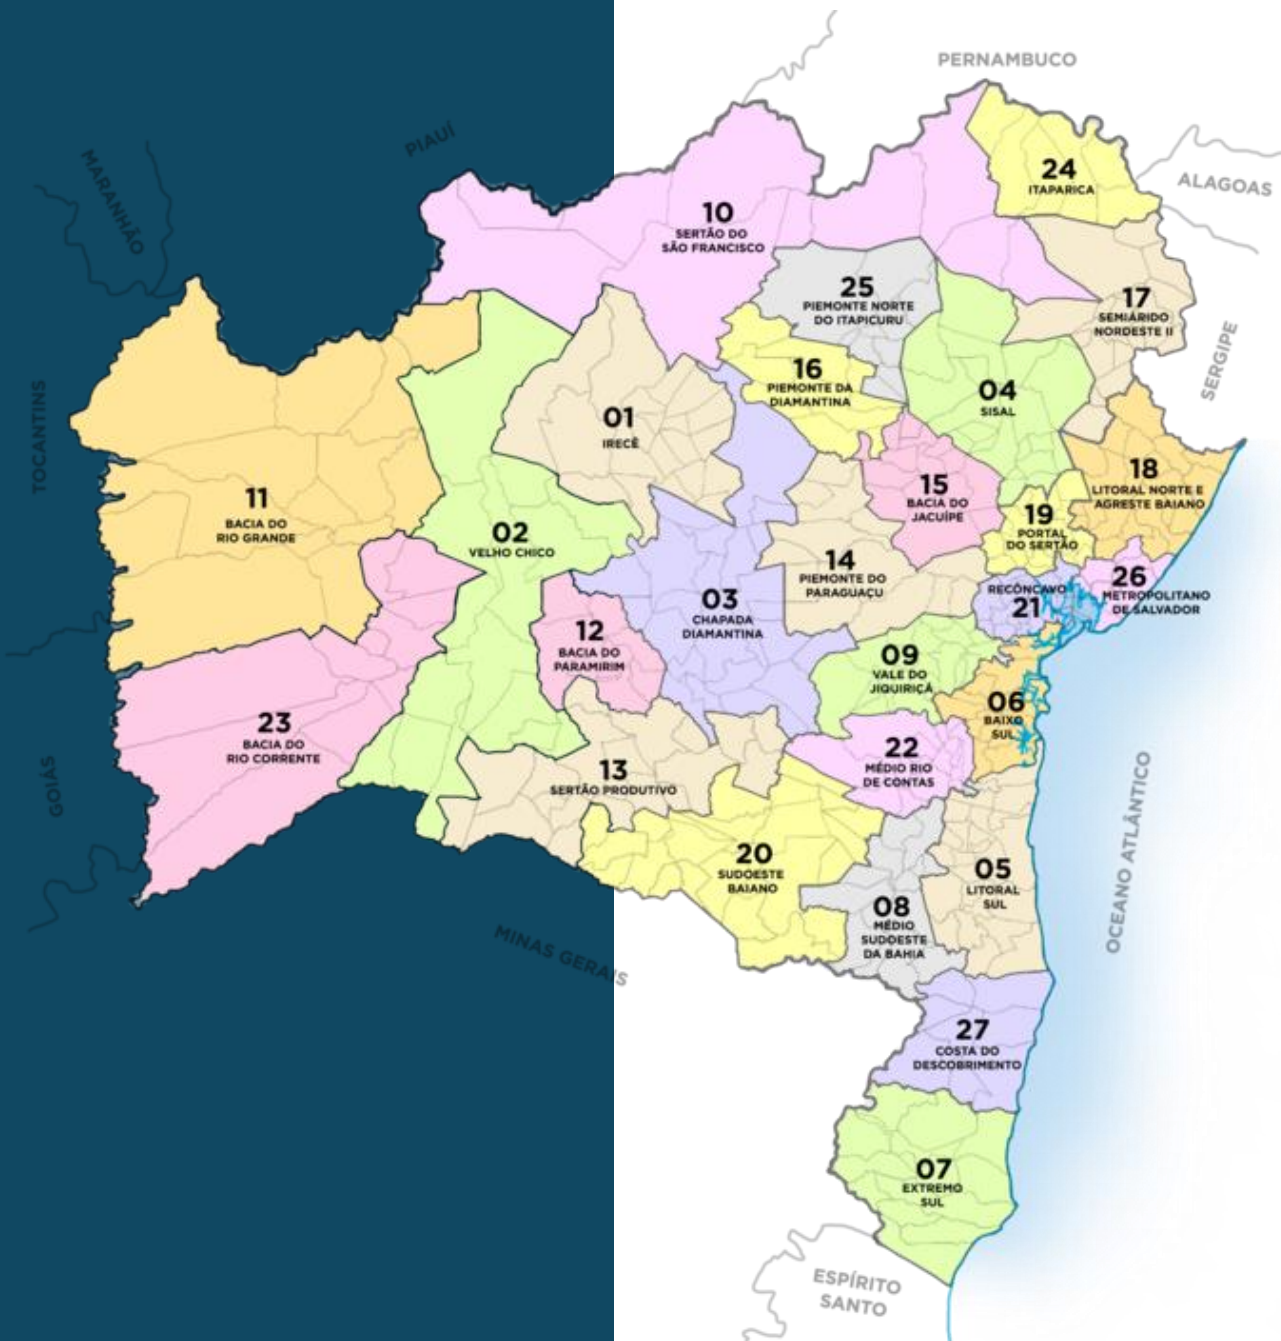 PERNAMBUCO
PIAUÍ
MARANHÃO
24
ITAPARICA
ALAGOAS
10
SERTÃO DO
SÃO FRANCISCO
25
PIEMONTE NORTE
DO ITAPICURU
17
SEMIÁRIDO
NORDESTE II
SERGIPE
16
PIEMONTE DA
DIAMANTINA
04
SISAL
TOCANTINS
01
IRECÊ
11
BACIA DO
RIO GRANDE
15
BACIA DO
JACUÍPE
18
LITORAL NORTE E
AGRESTE BAIANO
02
VELHO CHICO
19
PORTAL
DO SERTÃO
14
PIEMONTE DO
PARAGUAÇU
26
METROPOLITANO
DE SALVADOR
RECÔNCAVO
21
03
CHAPADA
DIAMANTINA
12
BACIA DO
PARAMIRIM
09
VALE DO
JIQUIRIÇÁ
06
BAIXO
SUL
23
BACIA DO
RIO CORRENTE
22
MÉDIO RIO
DE CONTAS
13
SERTÃO PRODUTIVO
GOIÁS
OCEANO ATLÂNTICO
20
SUDOESTE
BAIANO
05
LITORAL
SUL
08
MÉDIO
SUDOESTE
DA BAHIA
MINAS GERAIS
27
COSTA DO
DESCOBRIMENTO
07
EXTREMO
SUL
ESPÍRITO
SANTO